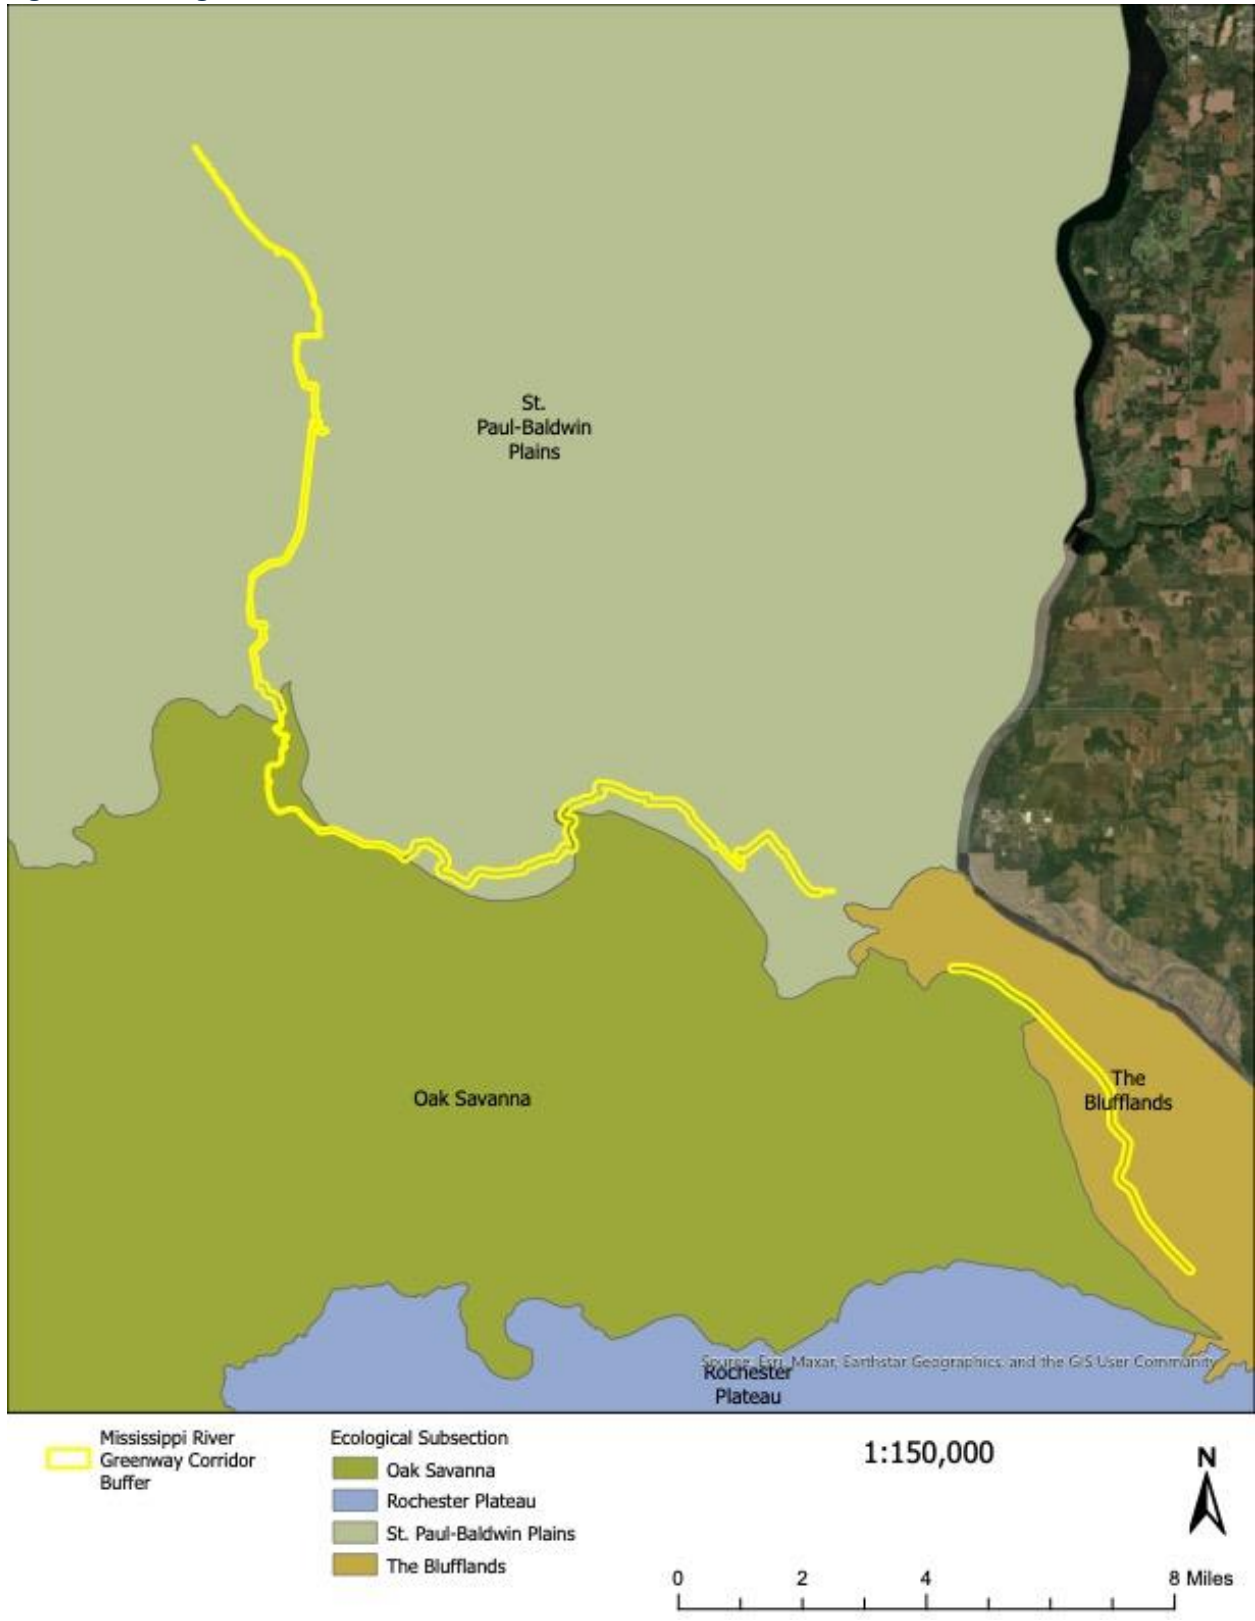 St.
Paul-Baldwin
Plains
Oak Savanna
The
Blufflands
Source: Esri, Maxar, Earthstar Geographics, and the GIS User Community
Rochester
Plateau
Mississippi River
Greenway Corridor
Buffer
Ecological Subsection
Oak Savanna
Rochester Plateau
St. Paul-Baldwin Plains
The Blufflands
1:150,000
N
0 2 4 8 Miles